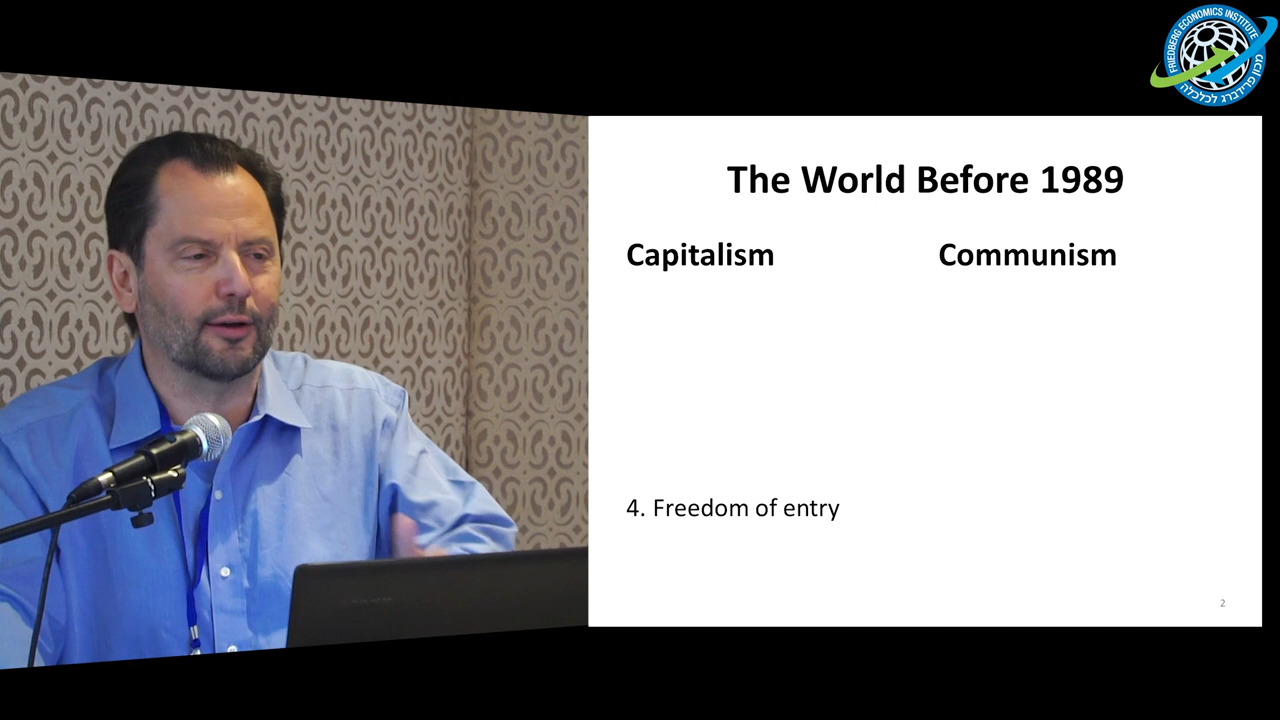 FRIEDBERG ECONOMICS INSTITUTE
מכון פרידברג לכלכלה
The World Before 1989
Capitalism
Communism
4. Freedom of entry
2